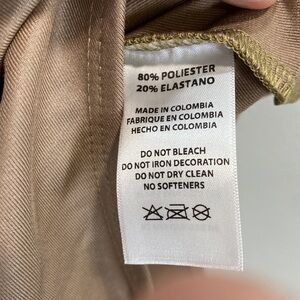 80% POLIESTER
20% ELASTANO
MADE IN COLOMBIA
FABRIQUE EN COLOMBIA
HECHO EN COLOMBIA
DO NOT BLEACH
DO NOT IRON DECORATION
DO NOT DRY CLEAN
NO SOFTENERS